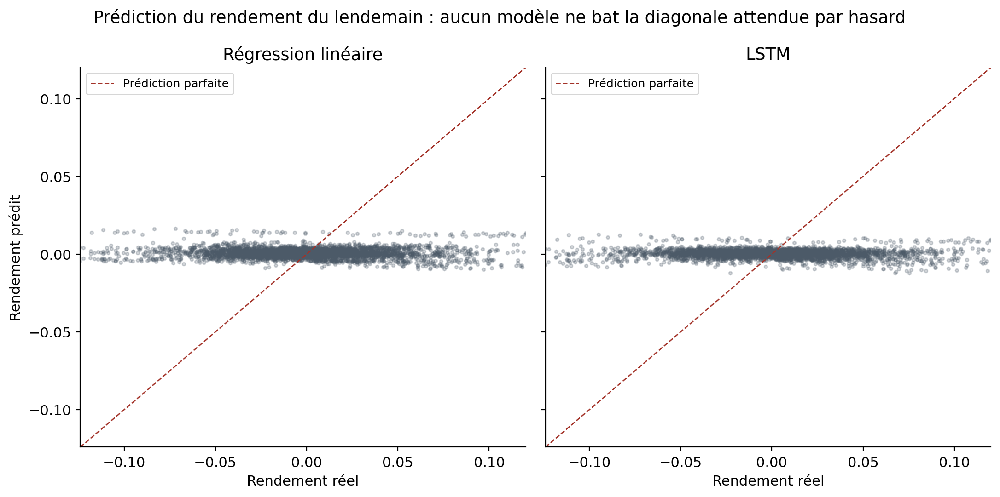 Prédiction du rendement du lendemain : aucun modèle ne bat la diagonale attendue par hasard
Régression linéaire
Prédiction parfaite
0.10
0.05
0.00
−0.05
−0.10
Rendement prédit
−0.10 −0.05 0.00 0.05 0.10
Rendement réel
LSTM
Prédiction parfaite
−0.10 −0.05 0.00 0.05 0.10
Rendement réel